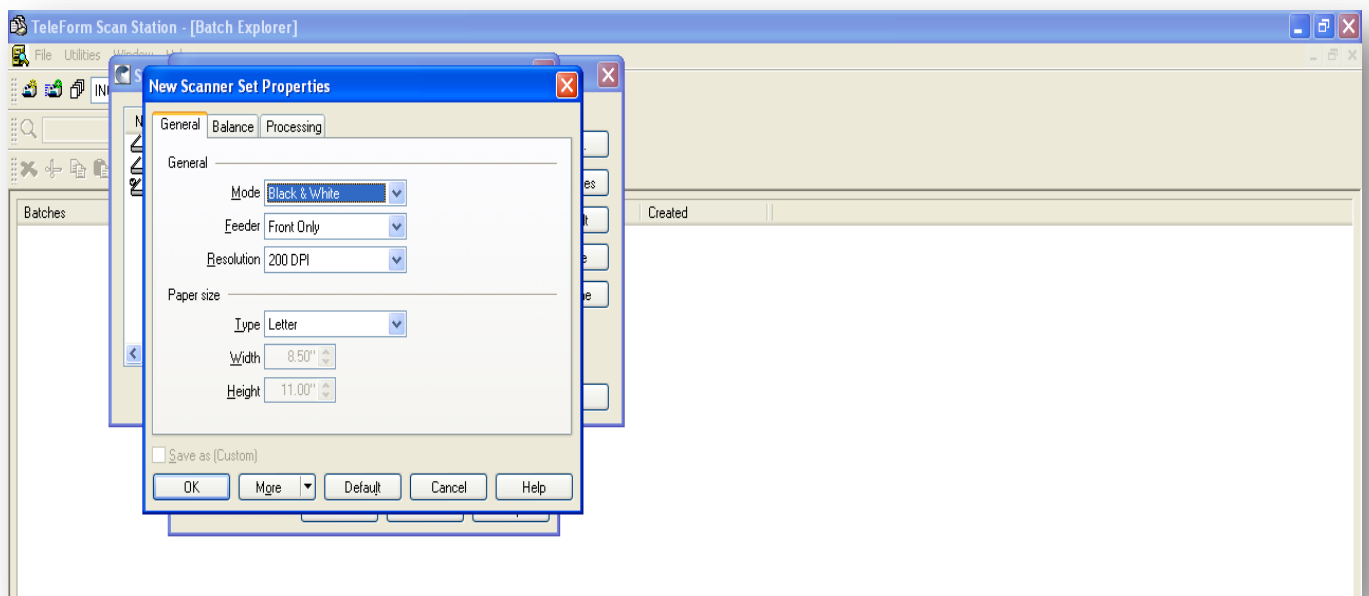 TeleForm Scan Station - [Batch Explorer]
File Utilities Window
New Scanner Set Properties
General Balance Processing
General
Mode Black & White
Feeder Front Only
Resolution 200 DPI
Paper size
Type Letter
Width 8.50"
Height 11.00"
Save as (Custom)
OK More Default Cancel Help
Batches Created